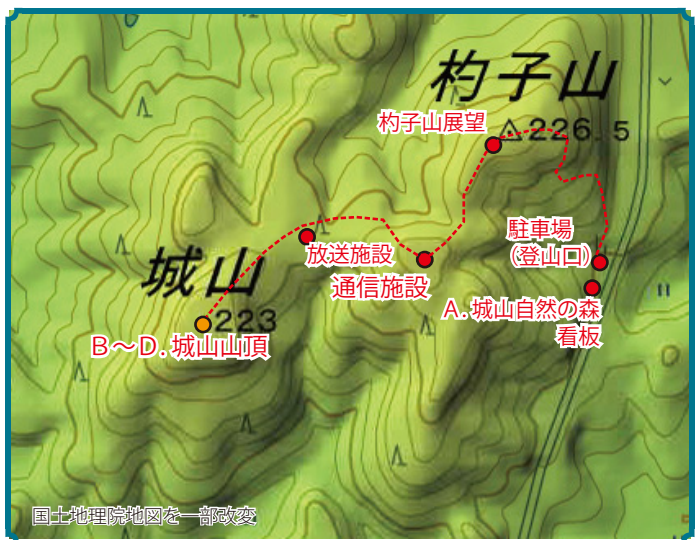 杓子山
杓子山展望
226.5
駐車場
(登山口)
放送施設
城山
通信施設
A. 城山自然の森
看板
223
B〜D. 城山山頂
国土地理院地図を一部改変